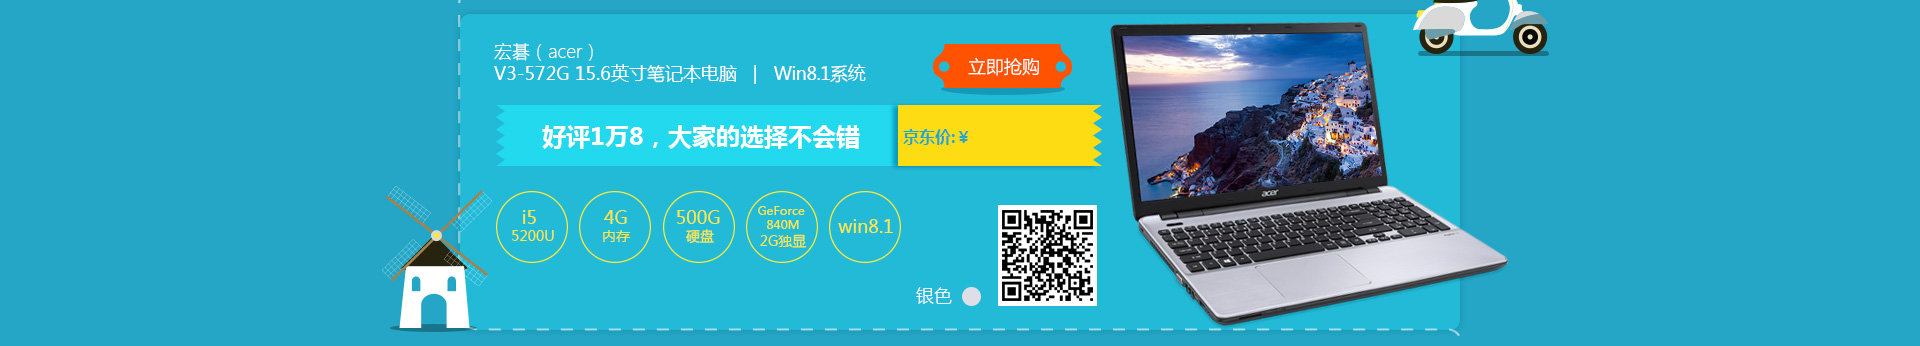 宏碁（acer）
V3-572G 15.6英寸笔记本电脑 | Win8.1系统
立即抢购
好评1万8，大家的选择不会错
京东价:¥
i5
5200U
4G
内存
500G
硬盘
GeForce
840M
2G独显
win8.1
银色
acer